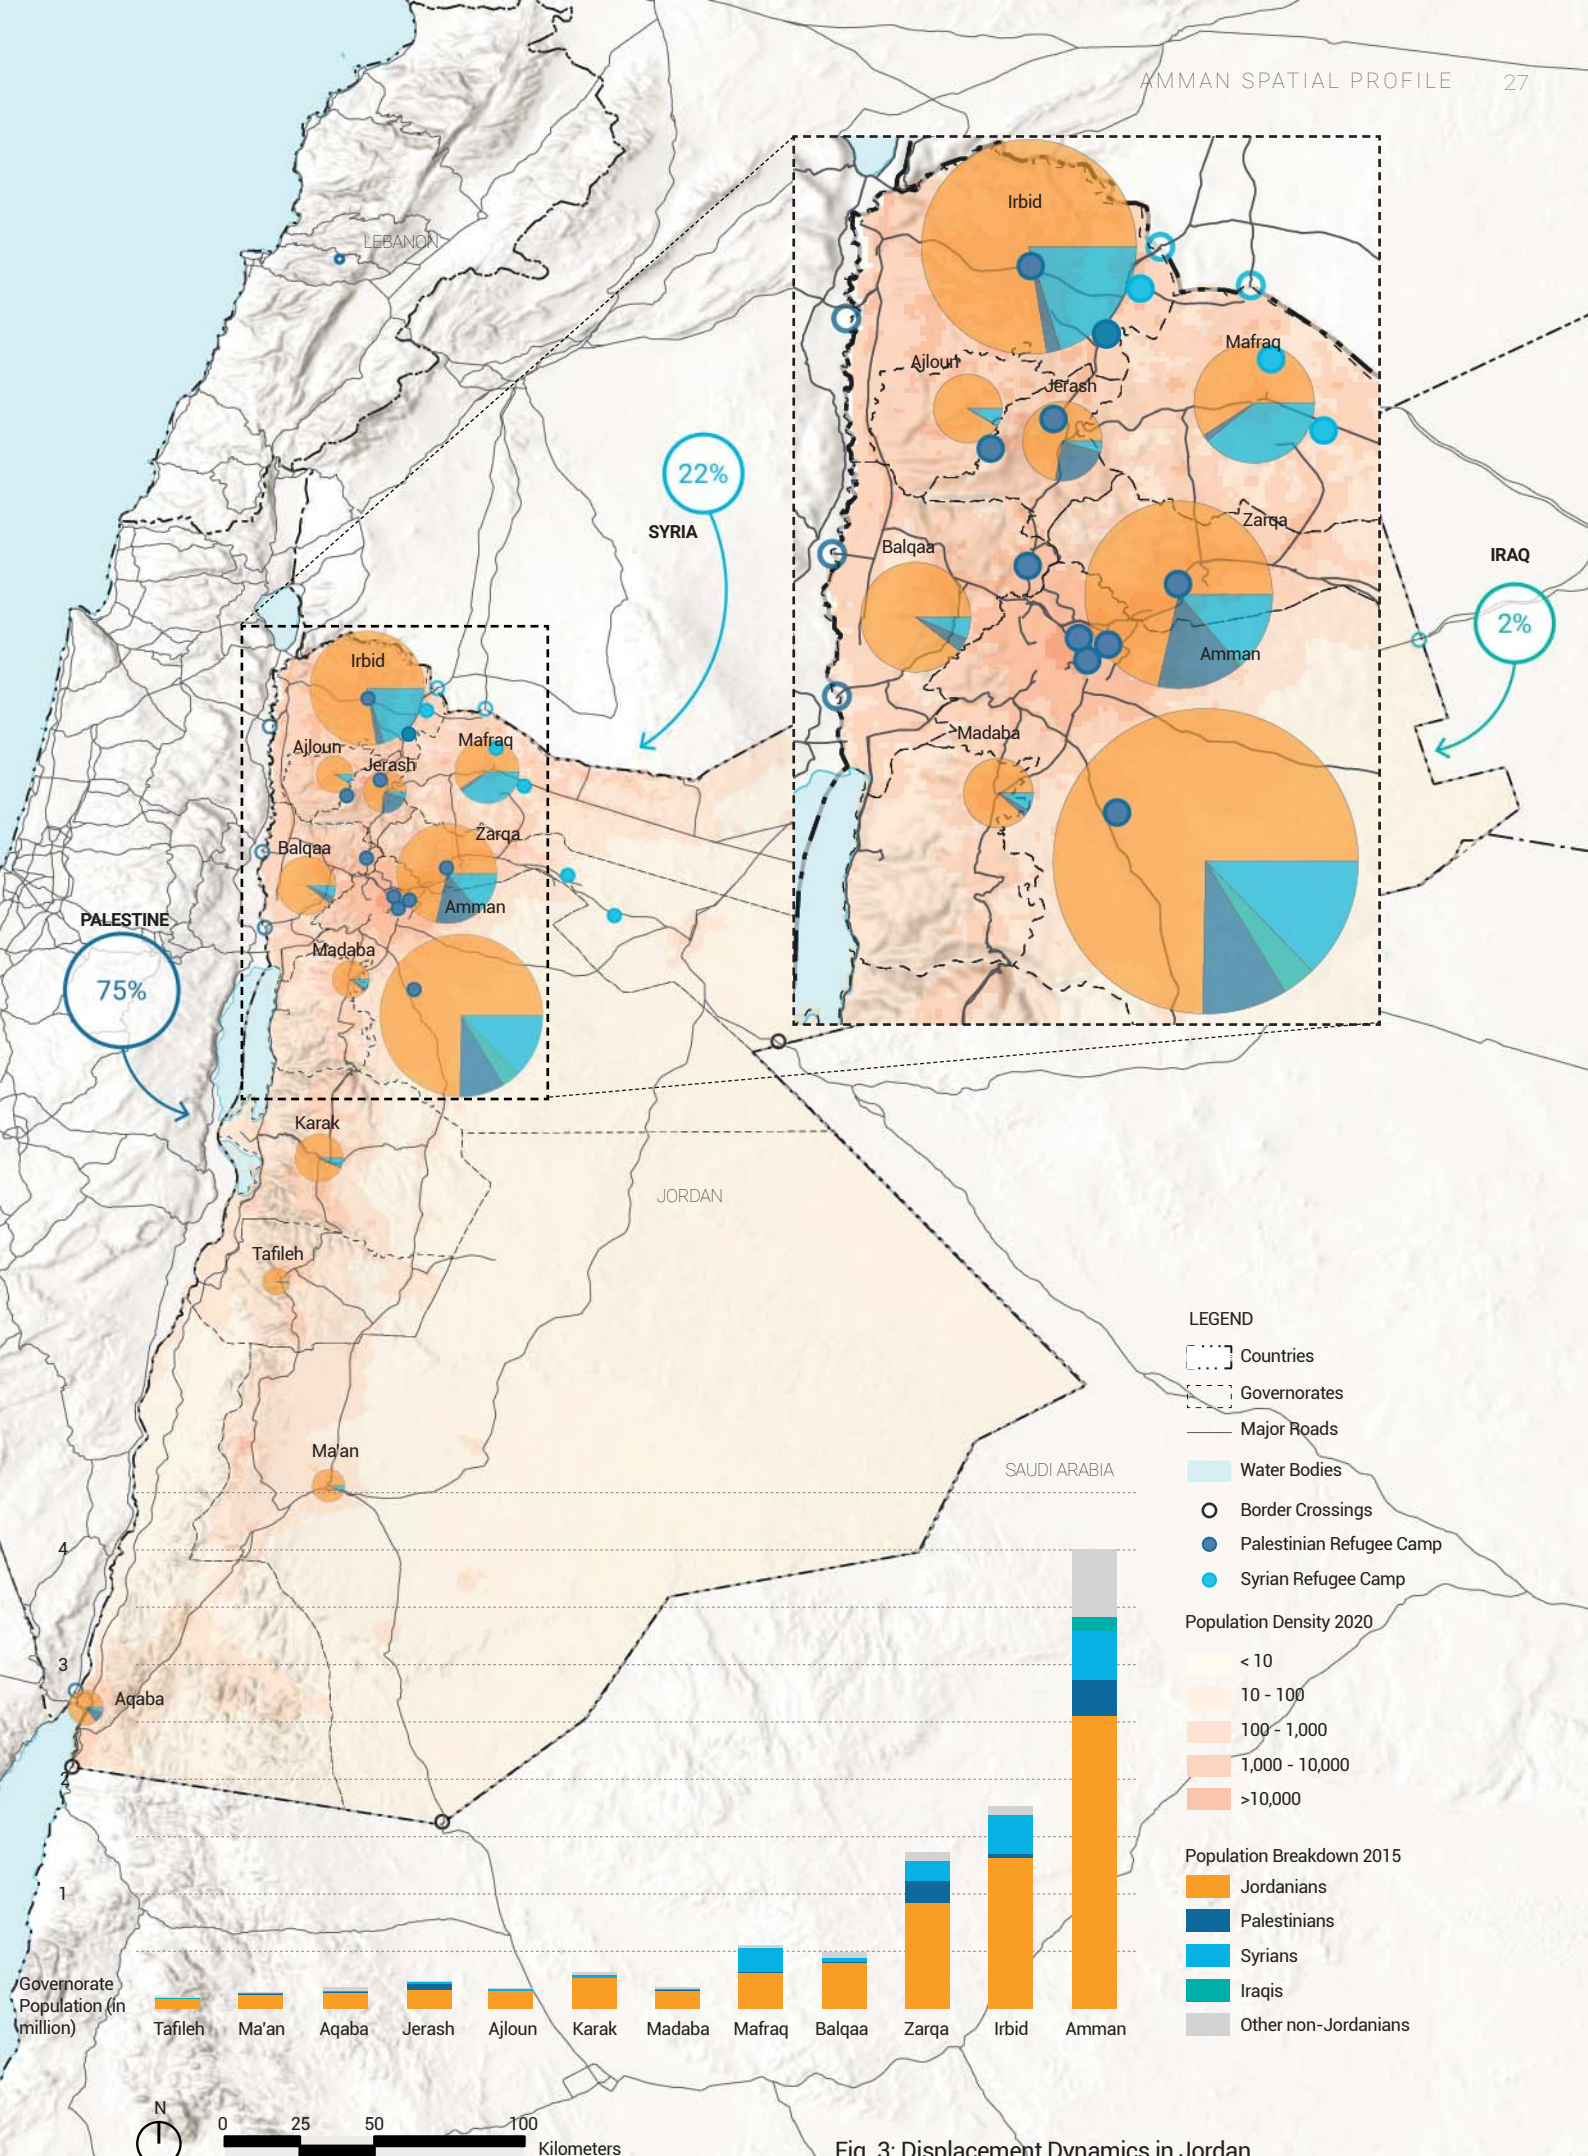 AMMAN SPATIAL PROFILE 27
LEBANON
22%
SYRIA
IRAQ
2%
PALESTINE
75%
Irbid
Ajloun
Jerash
Mafraq
Zarqa
Balqaa
Amman
Madaba
Irbid
Mafraq
Ajloun
Jerash
Zarqa
Balqaa
Amman
Madaba
Karak
JORDAN
Tafileh
Ma'an
SAUDI ARABIA
Aqaba
LEGEND
Countries
Governorates
Major Roads
Water Bodies
Border Crossings
Palestinian Refugee Camp
Syrian Refugee Camp
Population Density 2020
< 10
10 - 100
100 - 1,000
1,000 - 10,000
>10,000
Population Breakdown 2015
Jordanians
Palestinians
Syrians
Iraqis
Other non-Jordanians
4
3
2
1
Governorate
Population (in
million)
Tafileh Ma'an Aqaba Jerash Ajloun Karak Madaba Mafraq Balqaa Zarqa Irbid Amman
N
0 25 50 100
Kilometers
Fig. 3: Displacement Dynamics in Jordan